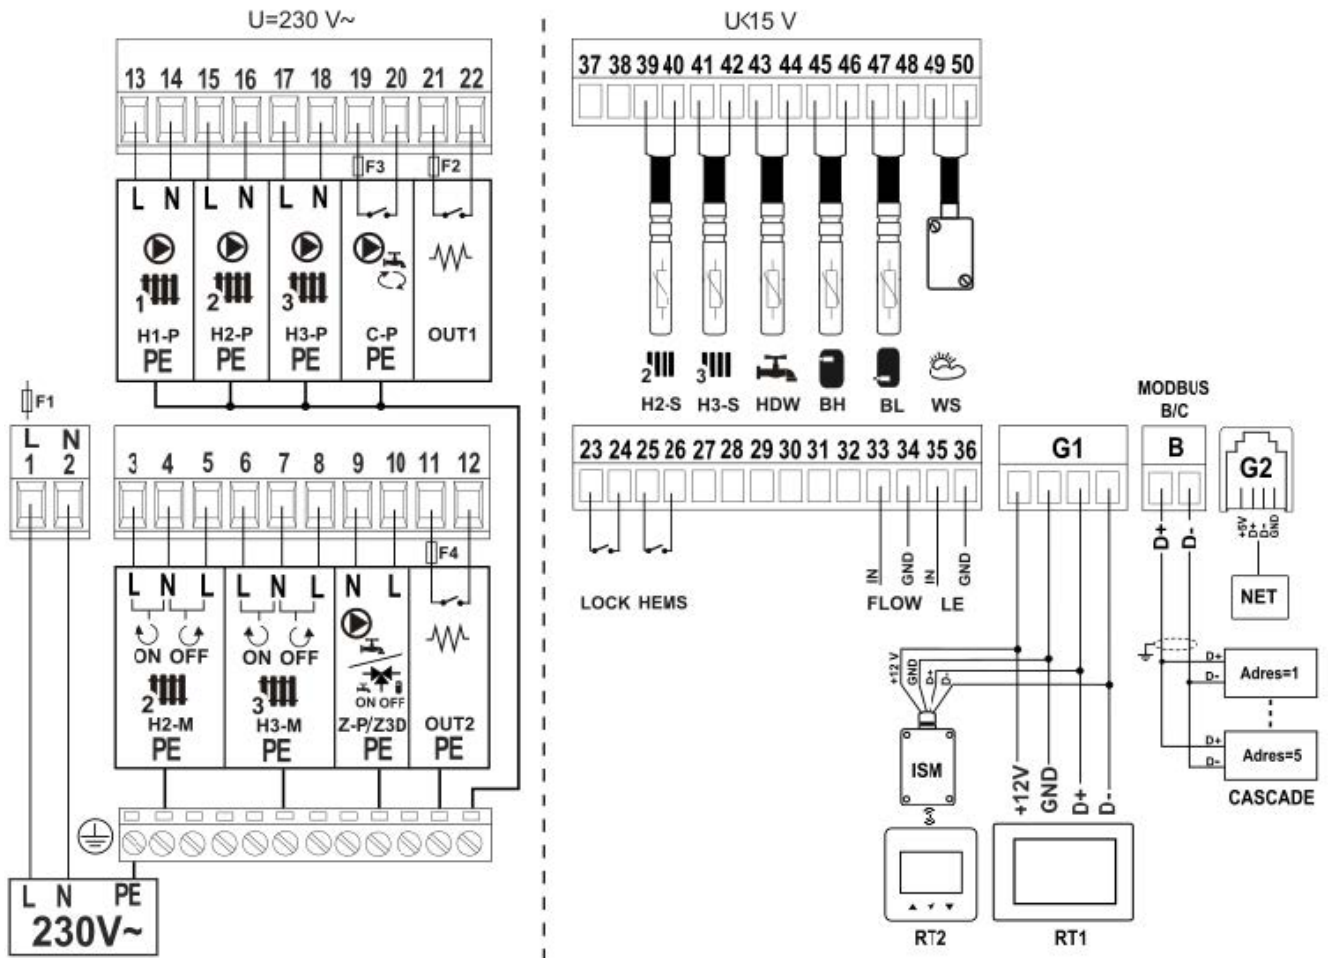 U=230 V~
U<15 V
13 14 15 16 17 18 19 20 21 22
37 38 39 40 41 42 43 44 45 46 47 48 49 50
F3 F2
L N L N L N
1 2 3
H1-P H2-P H3-P C-P OUT1
PE PE PE PE
2 3
H2-S H3-S HDW BH BL WS
F1
L N
1 2
3 4 5 6 7 8 9 10 11 12
23 24 25 26 27 28 29 30 31 32 33 34 35 36
G1
MODBUS
B/C
B
G2
+5V D+ D- GND
NET
F4
L N L L N L N L
ON OFF ON OFF
ON OFF
2 3
H2-M H3-M Z-P/Z3D OUT2
PE PE PE PE
LOCK HEMS
IN GND IN GND
FLOW LE
D+ D-
+12 V GND D+ D-
ISM
+12V GND D+ D-
D+
D-
Adres=1
D+
D-
Adres=5
CASCADE
RT2 RT1
L N PE
230V~